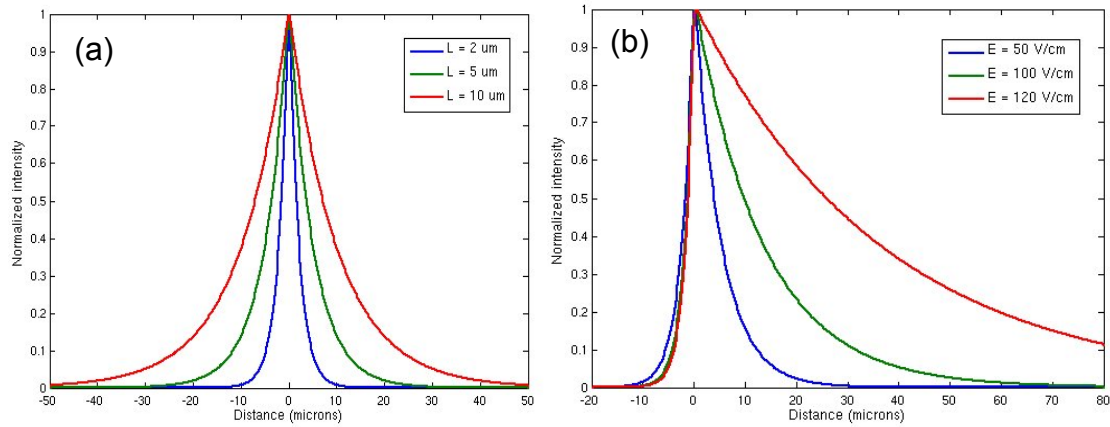 (a)
L = 2 um
L = 5 um
L = 10 um
Normalized intensity
1
0.9
0.8
0.7
0.6
0.5
0.4
0.3
0.2
0.1
0
-50 -40 -30 -20 -10 0 10 20 30 40 50
Distance (microns)
(b)
E = 50 V/cm
E = 100 V/cm
E = 120 V/cm
Normalized intensity
1
0.9
0.8
0.7
0.6
0.5
0.4
0.3
0.2
0.1
0
-20 -10 0 10 20 30 40 50 60 70 80
Distance (microns)